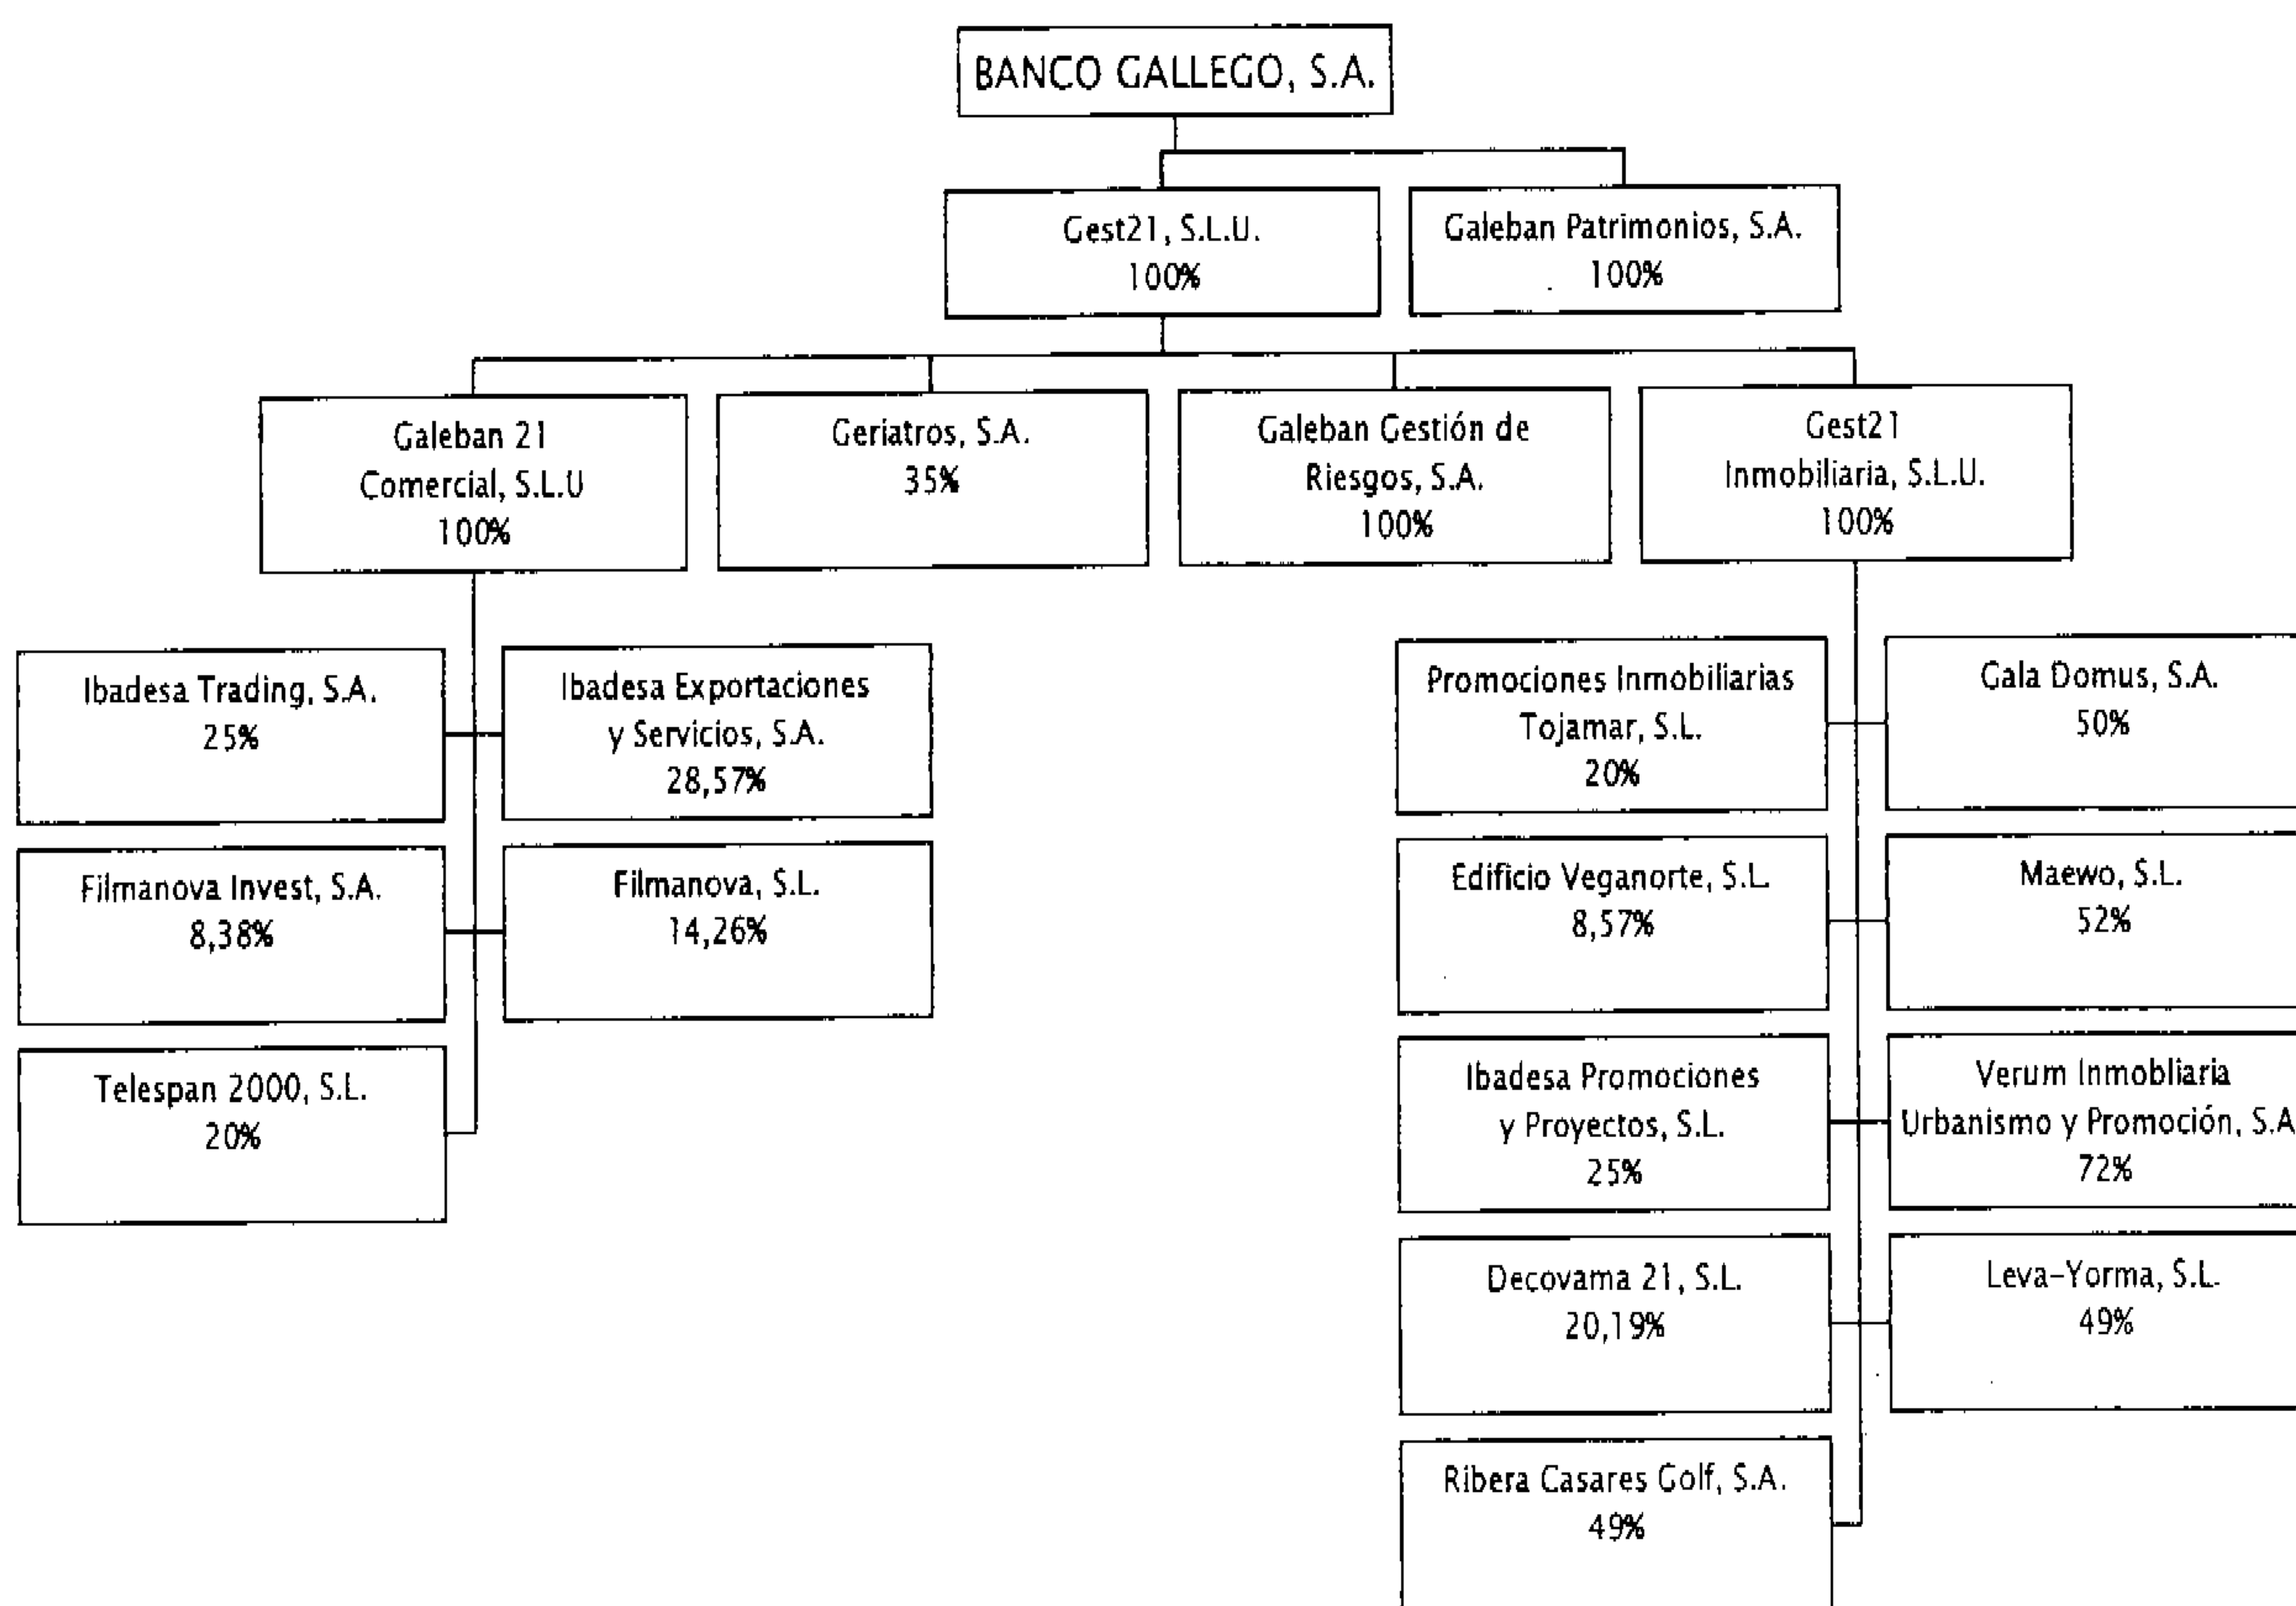 BANCO GALLEGO, S.A.
Gest21, S.L.U.
100%
Galeban Patrimonios, S.A.
100%
Galeban 21
Comercial, S.L.U
100%
Geriatros, S.A.
35%
Galeban Gestión de
Riesgos, S.A.
100%
Gest21
Inmobiliaria, S.L.U.
100%
Ibadesa Trading, S.A.
25%
Ibadesa Exportaciones
y Servicios, S.A.
28,57%
Filmanova Invest, S.A.
8,38%
Filmanova, S.L.
14,26%
Telespan 2000, S.L.
20%
Promociones Inmobiliarias
Tojamar, S.L.
20%
Gala Domus, S.A.
50%
Edificio Veganorte, S.L.
8,57%
Maewo, S.L.
52%
Ibadesa Promociones
y Proyectos, S.L.
25%
Verum Inmobliaria
Urbanismo y Promoción, S.A
72%
Decovama 21, S.L.
20,19%
Leva-Yorma, S.L.
49%
Ribera Casares Golf, S.A.
49%